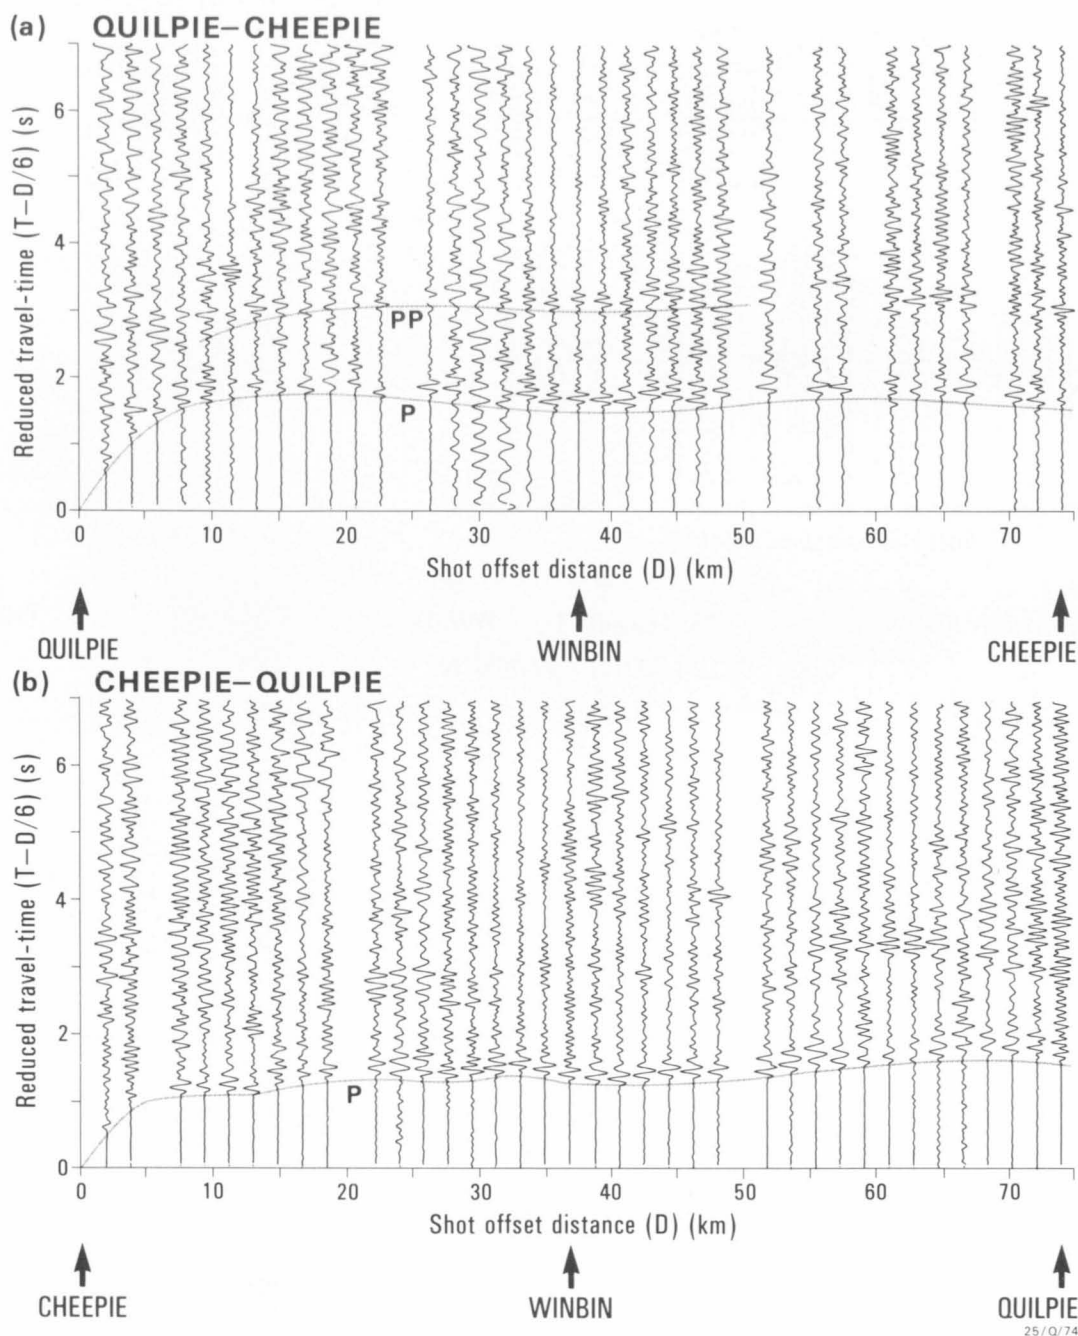 (a) QUILPIE–CHEEPIE
Reduced travel-time (T–D/6) (s)
6
4
2
0
PP
P
0 10 20 30 40 50 60 70
Shot offset distance (D) (km)
QUILPIE WINBIN CHEEPIE
(b) CHEEPIE–QUILPIE
Reduced travel-time (T–D/6) (s)
6
4
2
0
P
0 10 20 30 40 50 60 70
Shot offset distance (D) (km)
CHEEPIE WINBIN QUILPIE
25/Q/74